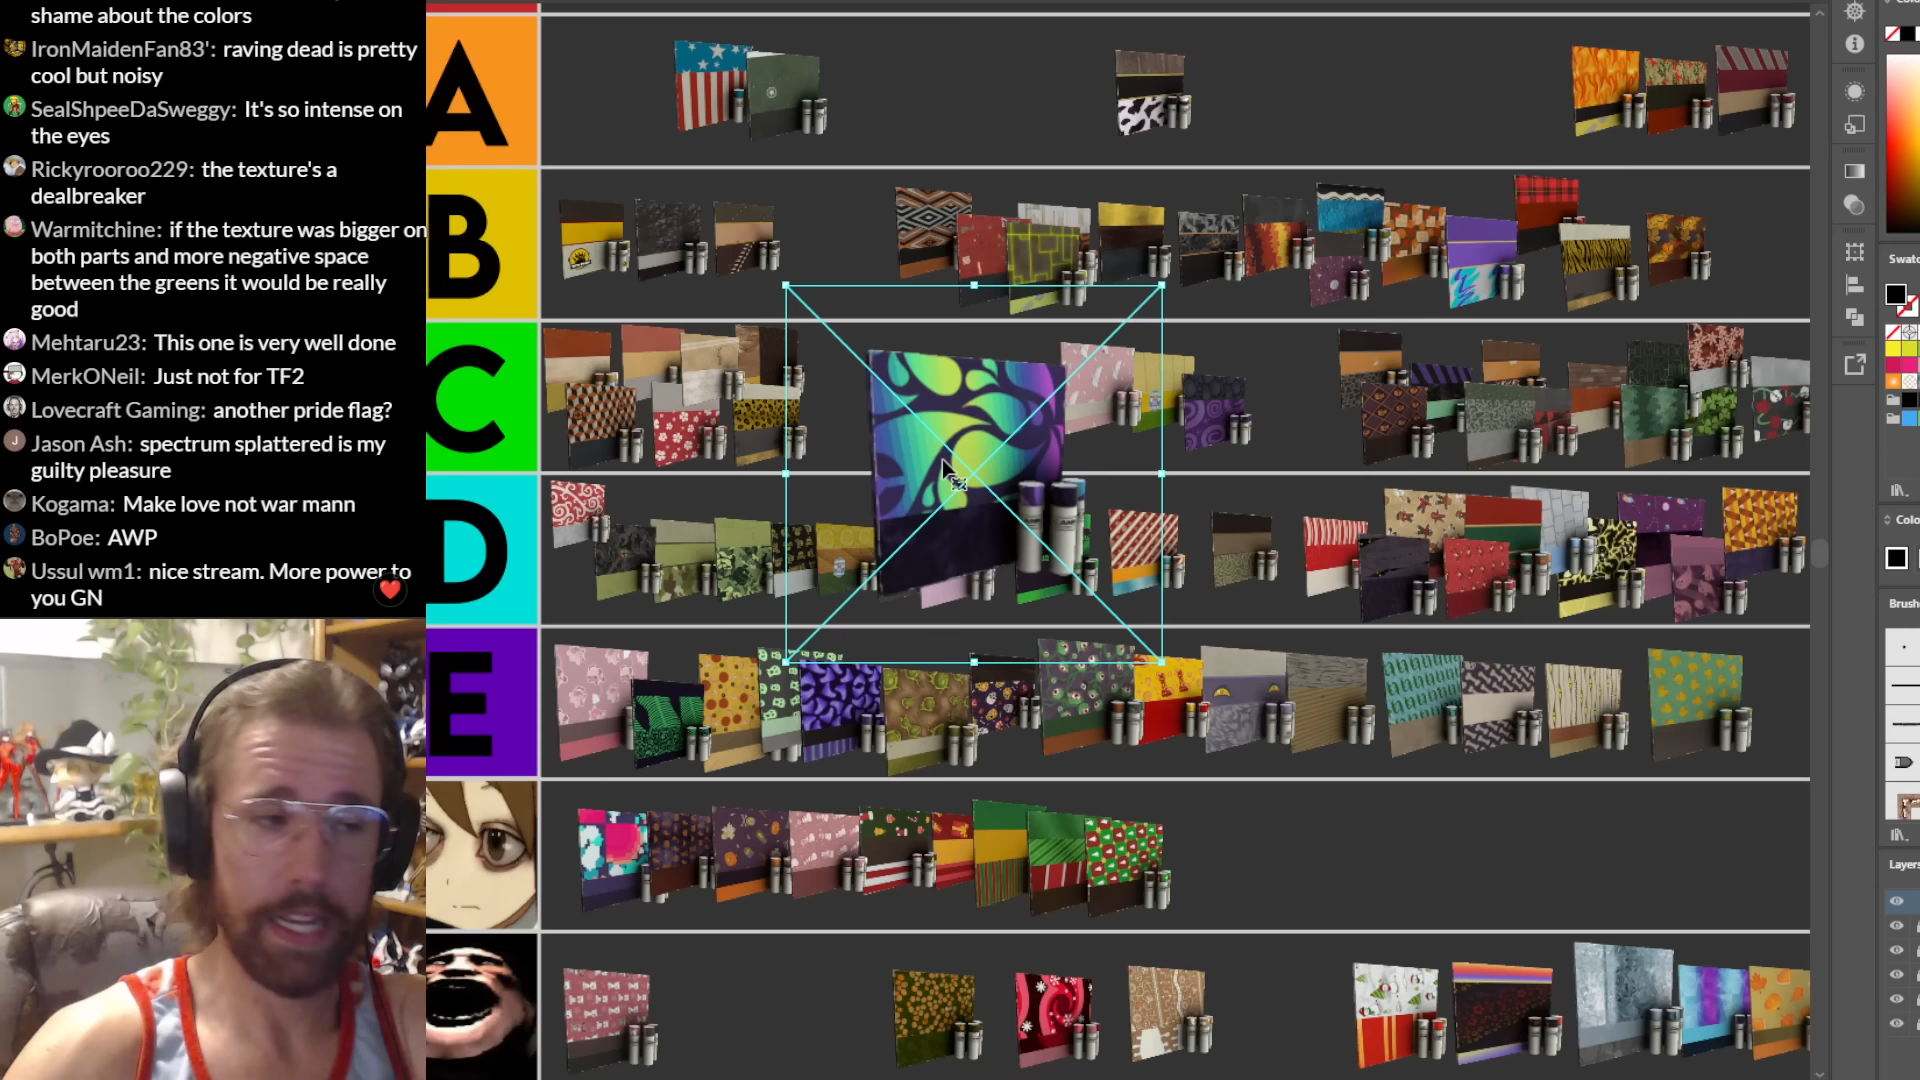 shame about the colors
IronMaidenFan83': raving dead is pretty
cool but noisy
SealShpeeDaSweggy: It's so intense on
the eyes
Rickyrooroo229: the texture's a
dealbreaker
Warmitchine: if the texture was bigger on
both parts and more negative space
between the greens it would be really
good
Mehtaru23: This one is very well done
MerkONeil: Just not for TF2
Lovecraft Gaming: another pride flag?
J Jason Ash: spectrum splattered is my
guilty pleasure
Kogama: Make love not war mann
BoPoe: AWP
Ussul wm1: nice stream. More power to
you GN
A
B
C
D
E
Swatc
Colo
Brushe
Layers